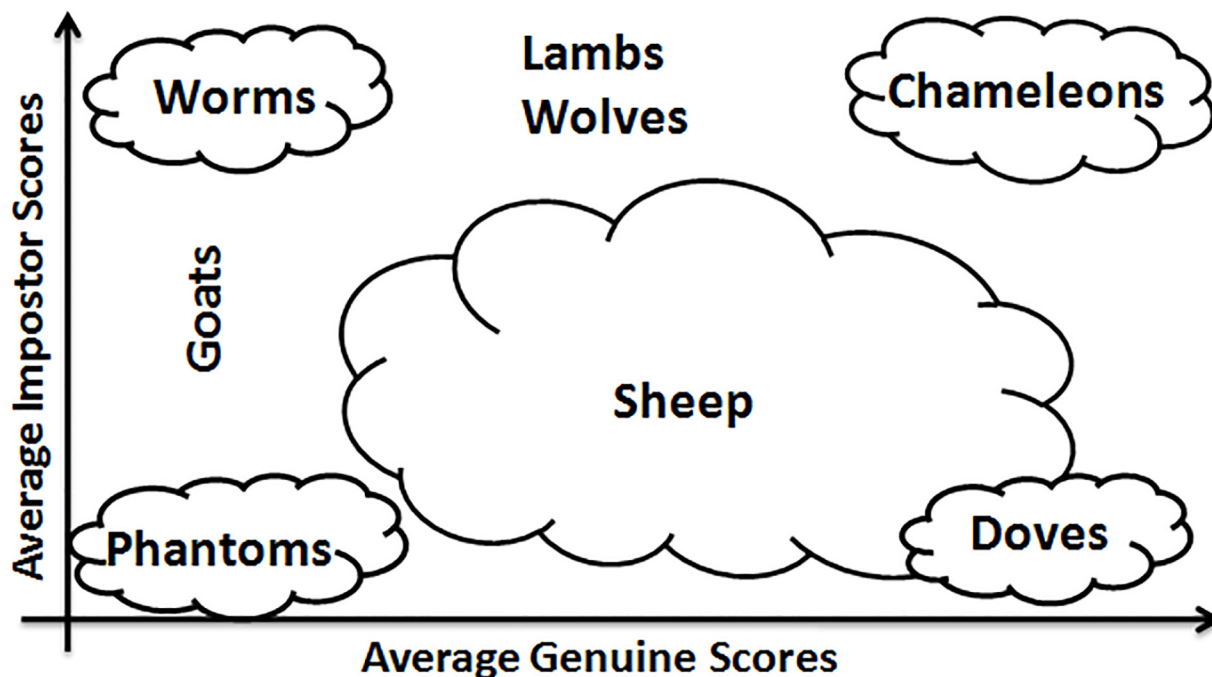 Lambs
Wolves
Worms
Chameleons
Average Impostor Scores
Goats
Sheep
Phantoms
Doves
Average Genuine Scores